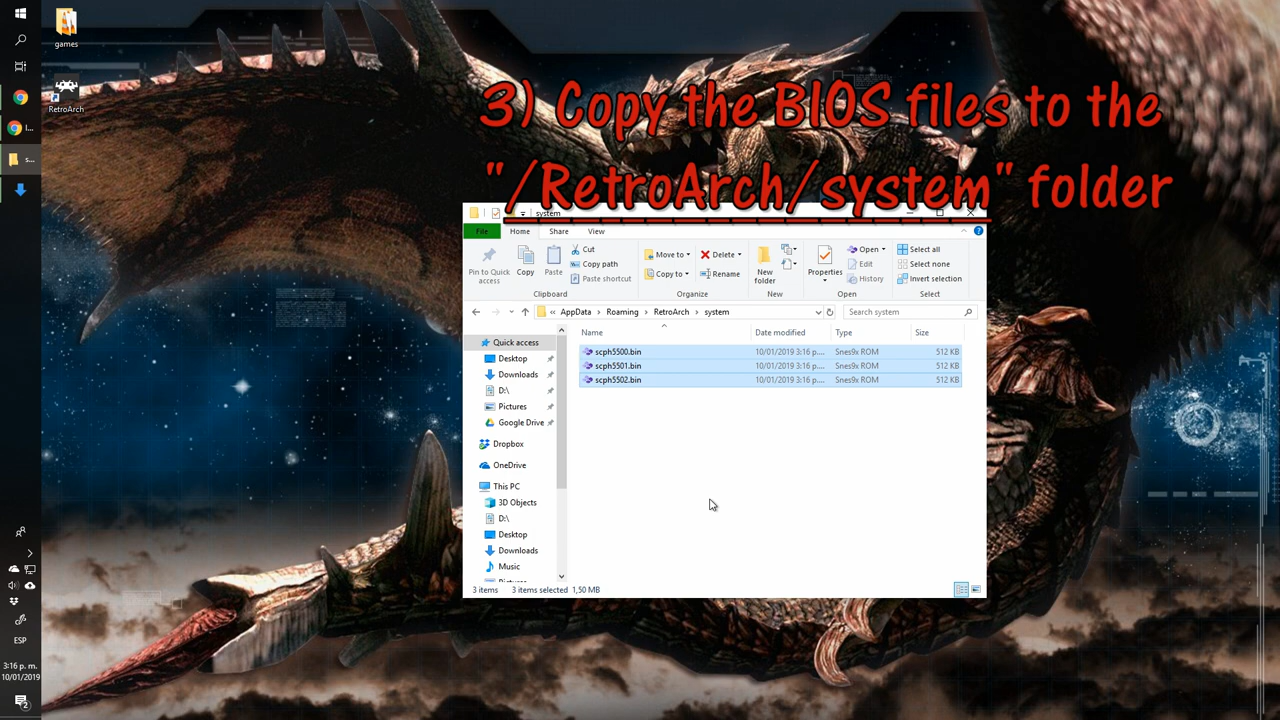 games
RetroArch
I...
s...
3) Copy the BIOS files to the
"/RetroArch/system" folder
system
File Home Share View
Pin to Quick access
Copy
Paste
Cut
Copy path
Paste shortcut
Clipboard
Move to
Copy to
Delete
Rename
Organize
New folder
New
Properties
Open
Edit
History
Open
Select all
Select none
Invert selection
Select
« AppData > Roaming > RetroArch > system
Search system
Name Date modified Type Size
scph5500.bin 10/01/2019 3:16 p.... Snes9x ROM 512 KB
scph5501.bin 10/01/2019 3:16 p.... Snes9x ROM 512 KB
scph5502.bin 10/01/2019 3:16 p.... Snes9x ROM 512 KB
Quick access
Desktop
Downloads
D:\
Pictures
Google Drive
Dropbox
OneDrive
This PC
3D Objects
D:\
Desktop
Downloads
Music
3 items 3 items selected 1,50 MB
ESP
3:16 p. m.
10/01/2019
2